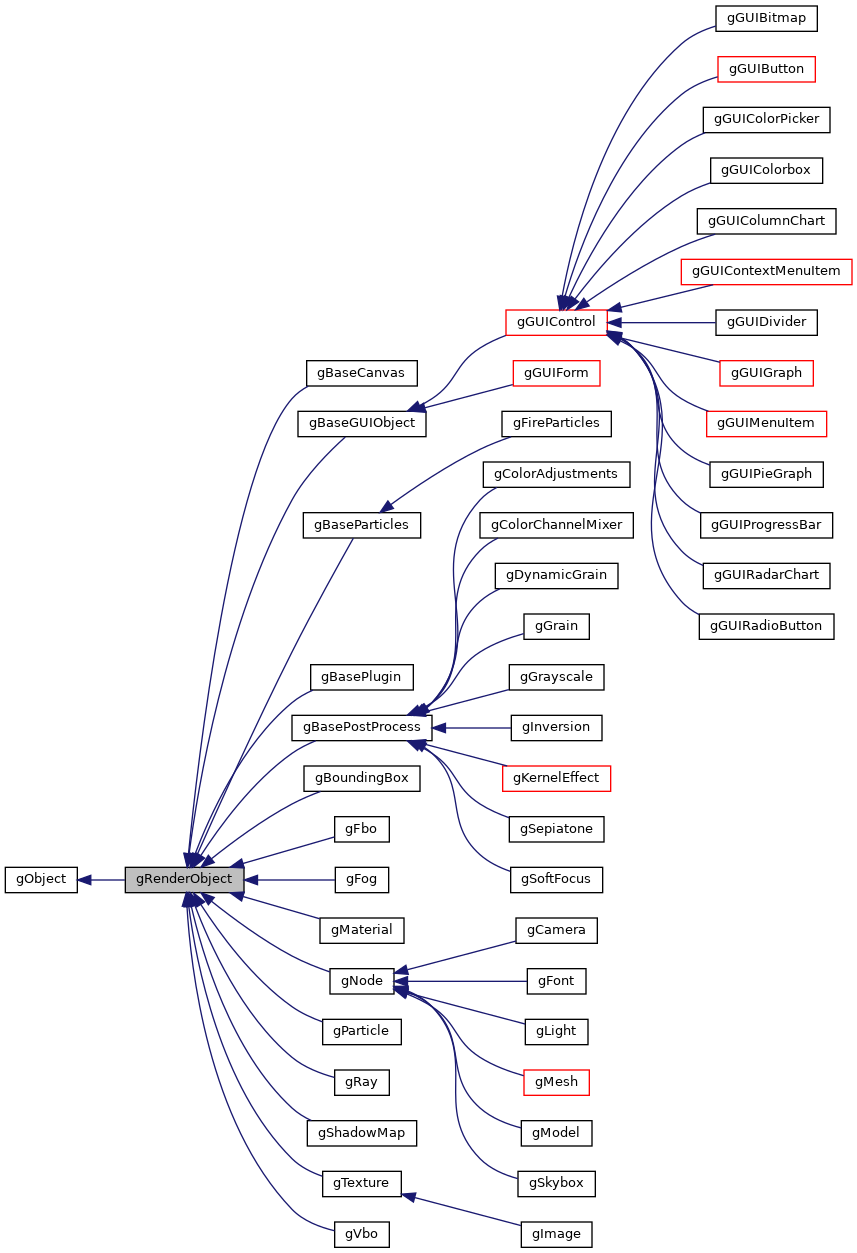 gGUIBitmap
gGUIButton
gGUIColorPicker
gGUIColorbox
gGUIColumnChart
gGUIContextMenuItem
gGUIControl
gGUIDivider
gBaseCanvas
gGUIForm
gGUIGraph
gBaseGUIObject
gFireParticles
gGUIMenuItem
gColorAdjustments
gGUIPieGraph
gBaseParticles
gColorChannelMixer
gGUIProgressBar
gDynamicGrain
gGUIRadarChart
gGrain
gGUIRadioButton
gBasePlugin
gGrayscale
gBasePostProcess
gInversion
gBoundingBox
gKernelEffect
gFbo
gSepiatone
gObject
gRenderObject
gFog
gSoftFocus
gMaterial
gCamera
gNode
gFont
gParticle
gLight
gRay
gMesh
gShadowMap
gModel
gTexture
gSkybox
gVbo
gImage